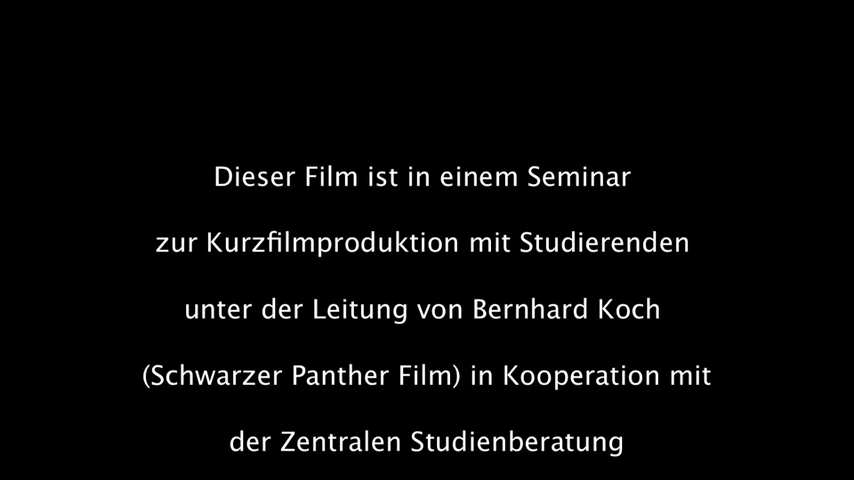 Dieser Film ist in einem Seminar
zur Kurzfilmproduktion mit Studierenden
unter der Leitung von Bernhard Koch
(Schwarzer Panther Film) in Kooperation mit
der Zentralen Studienberatung